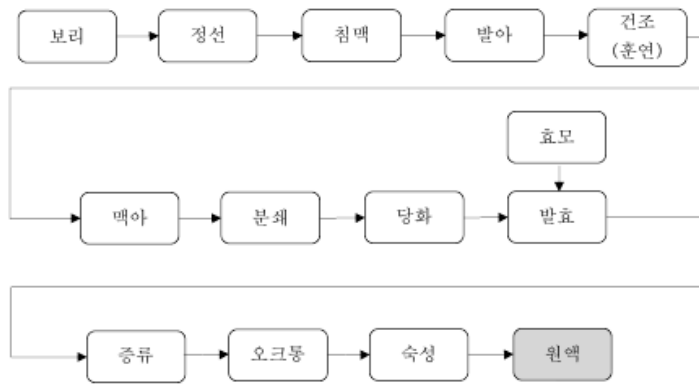 보리
정선
침맥
발아
건조
(훈연)
효모
맥아
분쇄
당화
발효
증류
오크통
숙성
원액